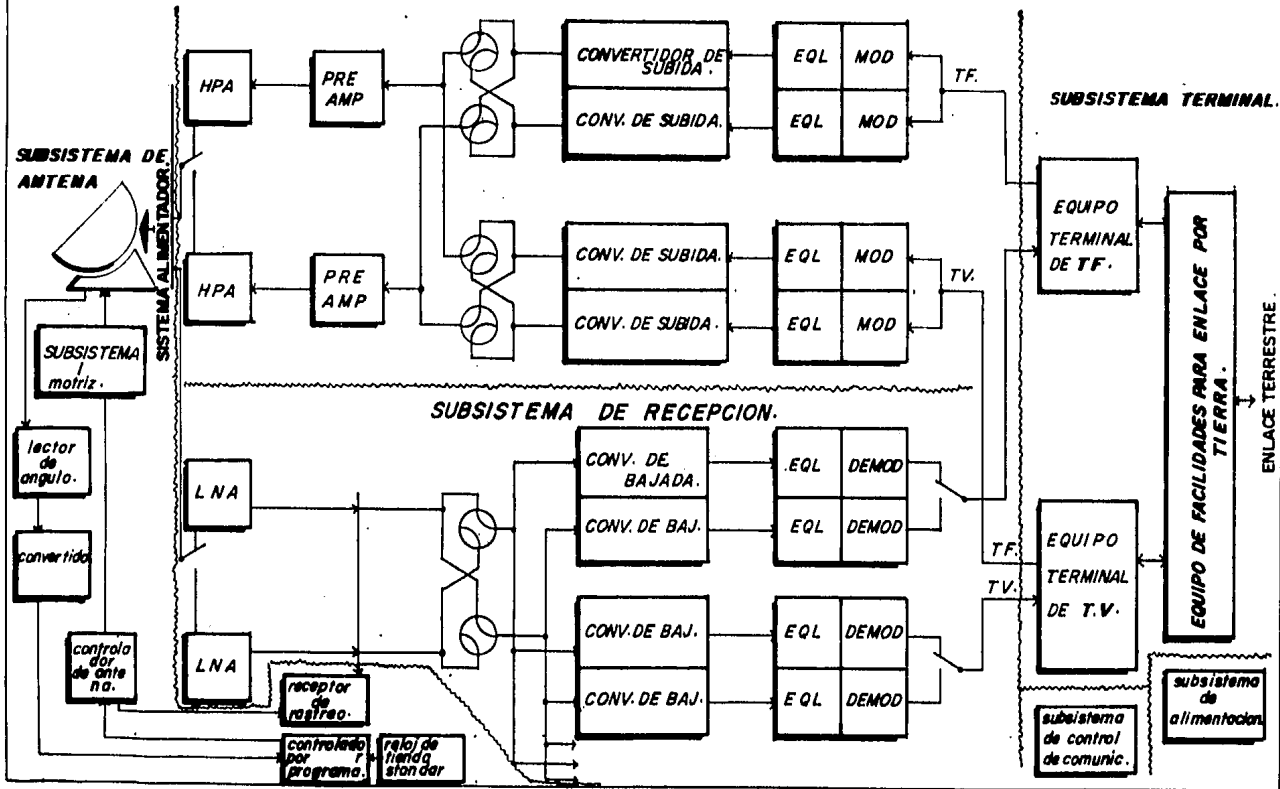 HPA
PRE
AMP
CONVERTIDOR DE
SUBIDA.
CONV. DE SUBIDA.
EQL
MOD
EQL
MOD
TF.
SUBSISTEMA TERMINAL.
SUBSISTEMA DE
ANTENA
SISTEMA ALIMENTADOR.
HPA
PRE
AMP
CONV. DE SUBIDA.
CONV. DE SUBIDA.
EQL
MOD
EQL
MOD
TV.
EQUIPO
TERMINAL
DE TF.
EQUIPO DE FACILIDADES PARA ENLACE POR
TIERRA.
ENLACE TERRESTRE.
SUBSISTEMA
motriz.
SUBSISTEMA DE RECEPCION.
lector
de
angulo.
convertido
LNA
LNA
CONV. DE
BAJADA.
CONV. DE BAJ.
EQL
DEMOD
EQL
DEMOD
TF.
TV.
EQUIPO
TERMINAL
DE T.V.
CONV. DE BAJ.
CONV. DE BAJ.
EQL
DEMOD
EQL
DEMOD
controla
dor
de ante
na.
receptor
de
rastreo.
controlado
por r
programa.
reloj de
tiendo
standar
subsistema
de control
de comunic.
subsistema
de
alimentacion